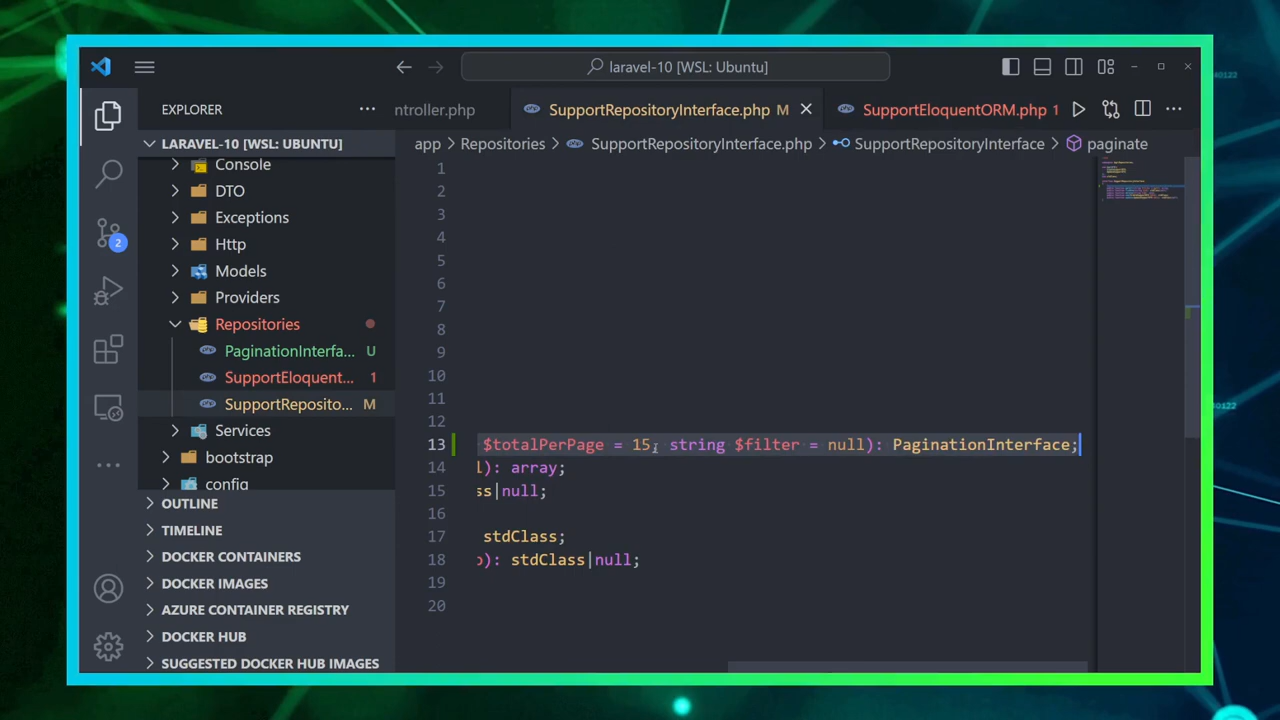 laravel-10 [WSL: Ubuntu]
EXPLORER
ntroller.php
SupportRepositoryInterface.php M
SupportEloquentORM.php 1
LARAVEL-10 [WSL: UBUNTU]
app > Repositories > SupportRepositoryInterface.php > SupportRepositoryInterface > paginate
Console
DTO
Exceptions
Http
Models
Providers
Repositories
PaginationInterfa... U
SupportEloquent... 1
SupportReposito... M
Services
bootstrap
config
OUTLINE
TIMELINE
DOCKER CONTAINERS
DOCKER IMAGES
AZURE CONTAINER REGISTRY
DOCKER HUB
SUGGESTED DOCKER HUB IMAGES
2
1
2
3
4
5
6
7
8
9
10
11
12
13 $totalPerPage = 15, string $filter = null): PaginationInterface;
14 l): array;
15 ss|null;
16
17 stdClass;
18 o): stdClass|null;
19
20
40122
40122